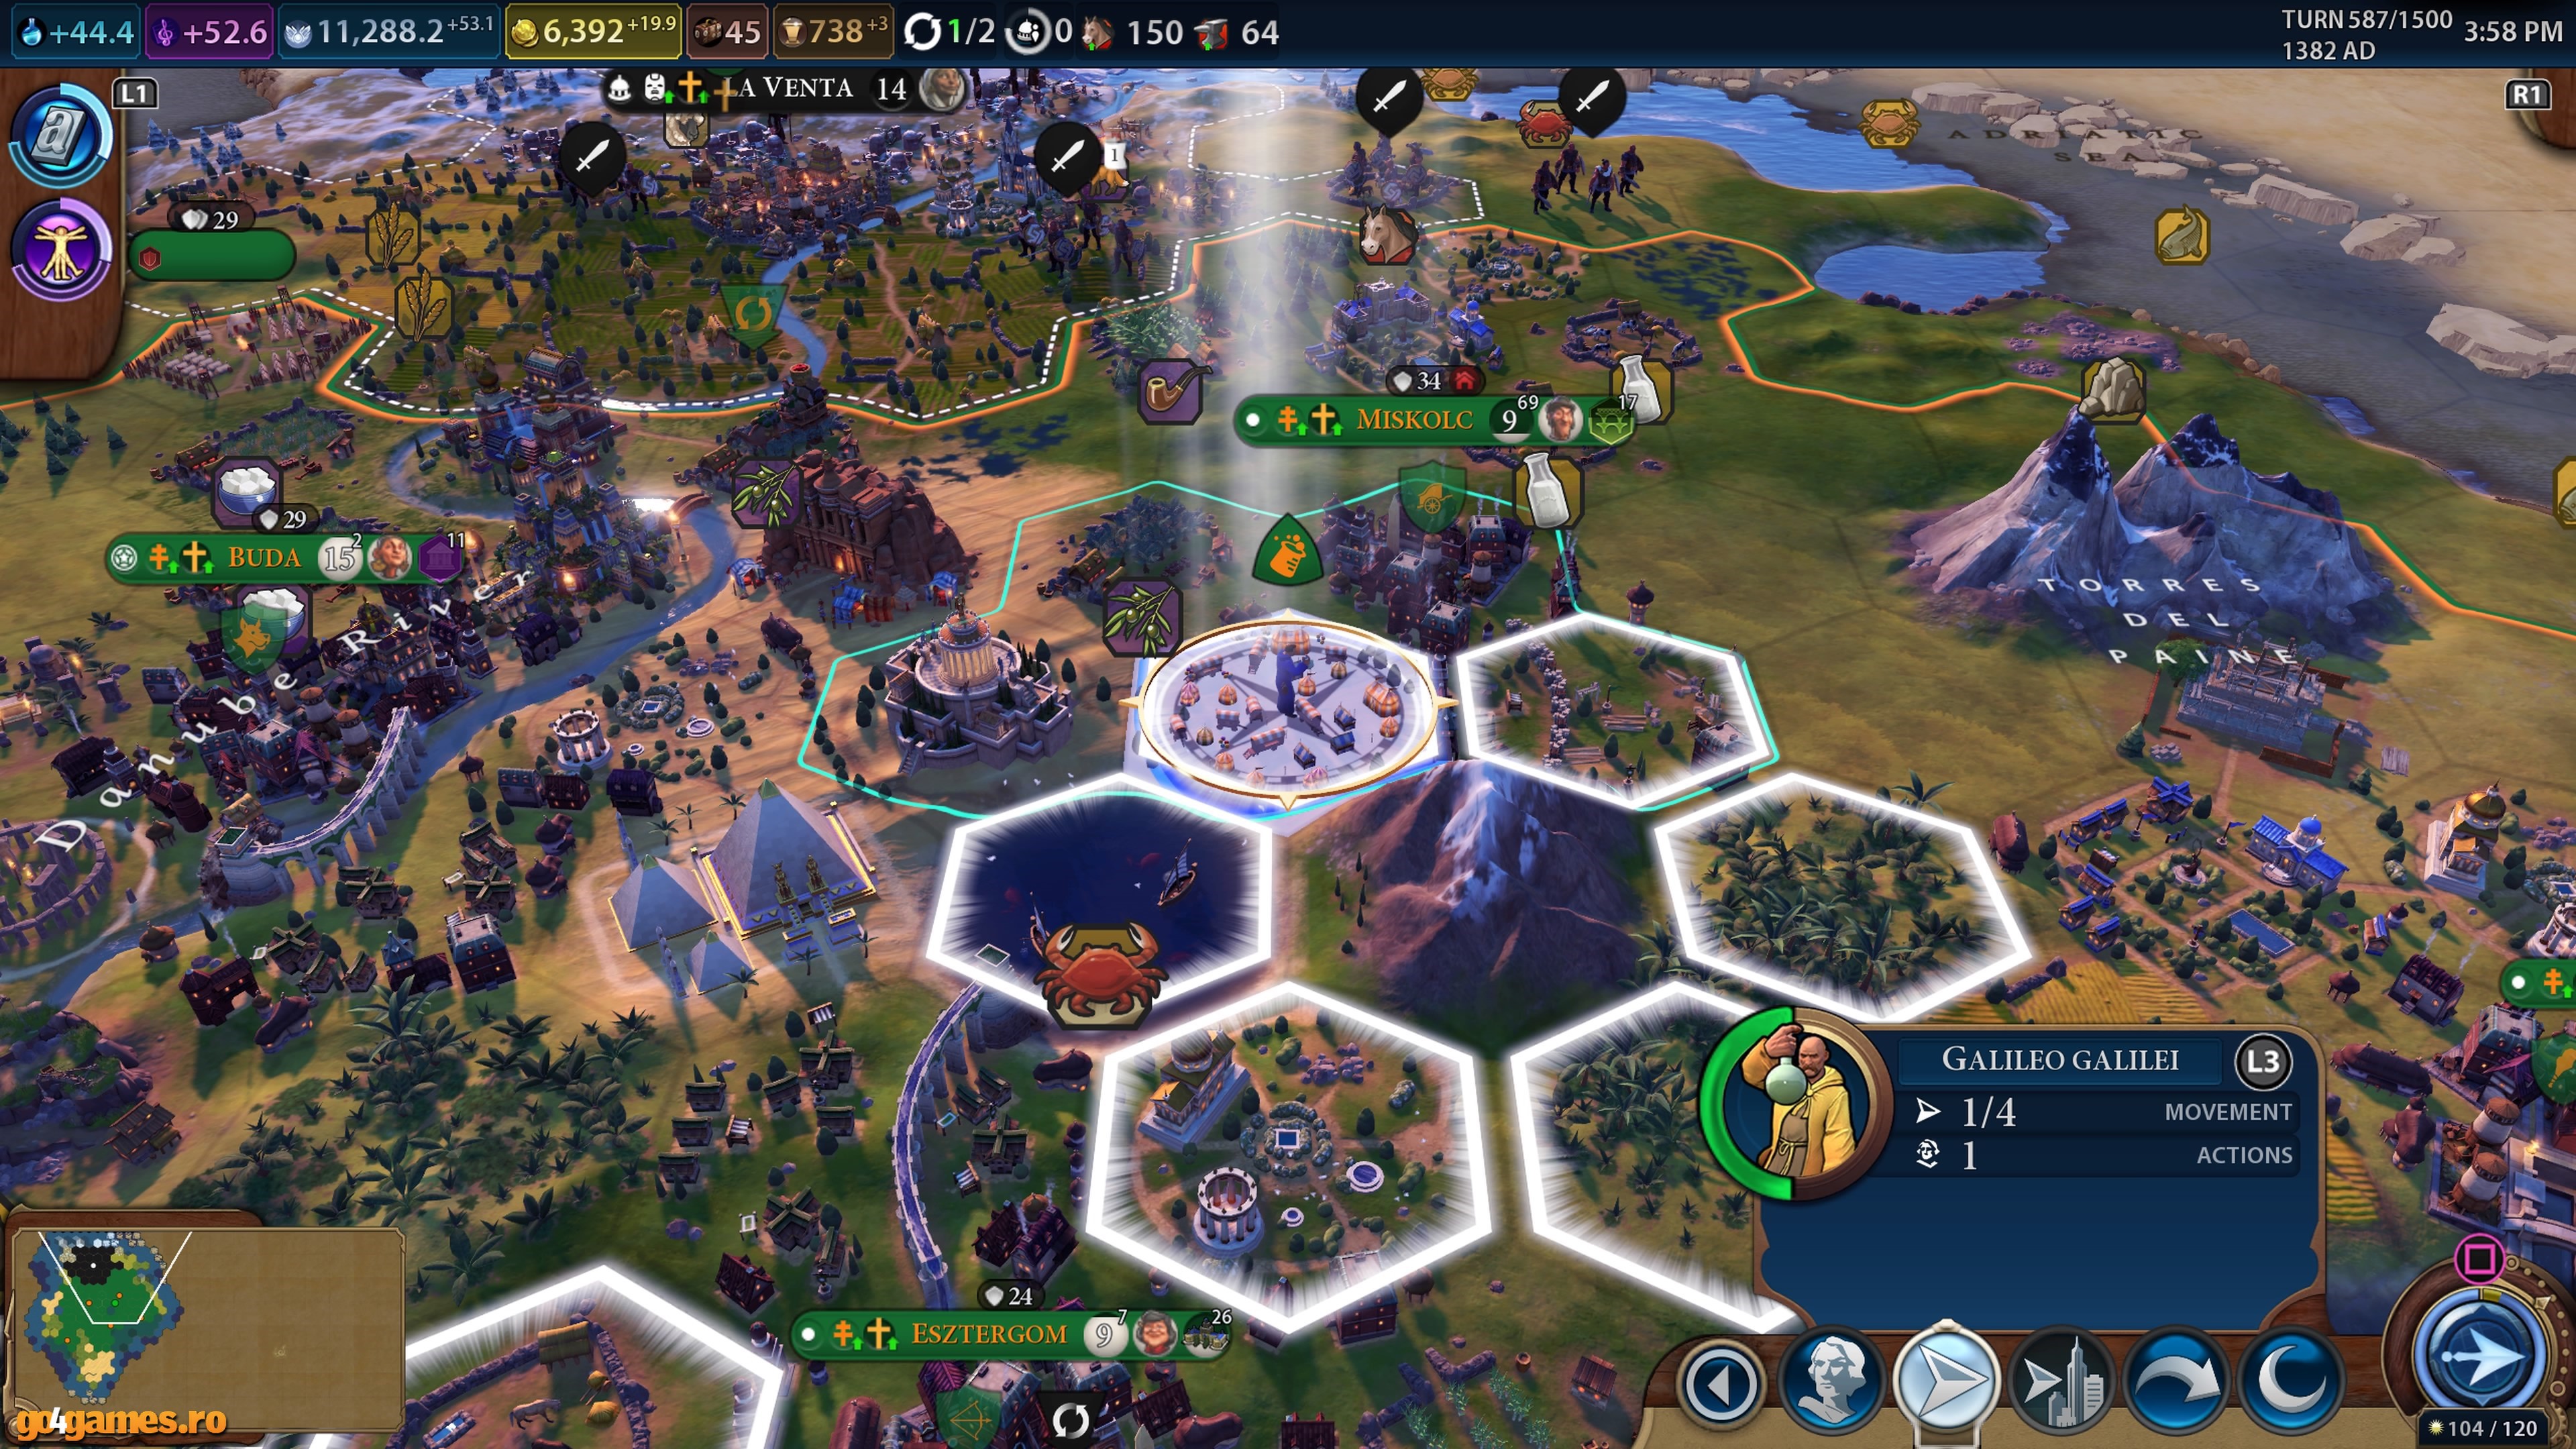 +44.4
+52.6
11,288.2 +53.1
6,392 +19.9
45
738 +3
1/2
0
150
64
TURN 587/1500
1382 AD
3:58 PM
L1
R1
LA VENTA 14
1
ADRIATIC
SEA
29
34
MISKOLC 9 69 17
29
BUDA 15 2 11
Danube River
TORRES
DEL
PAINE
GALILEO GALILEI L3
1/4 MOVEMENT
1 ACTIONS
24
ESZTERGOM 9 7 26
go4games.ro
104 / 120